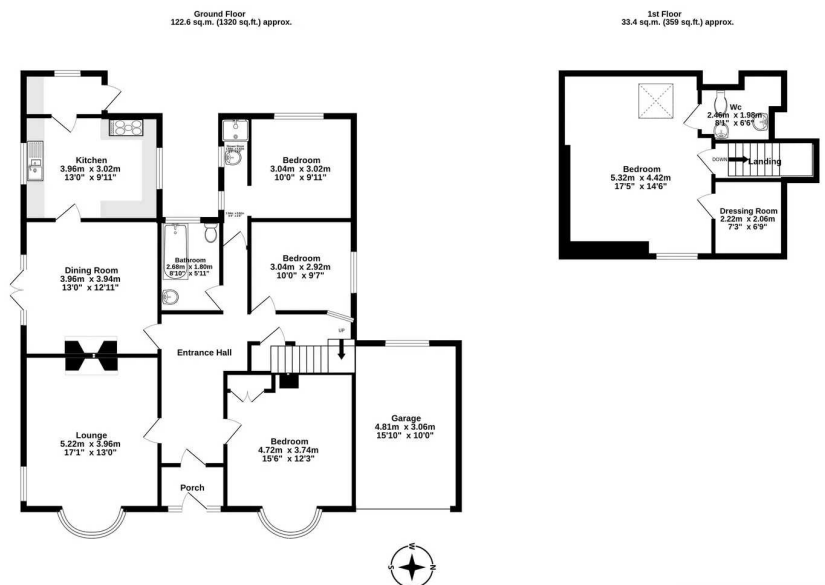 Ground Floor
122.6 sq.m. (1320 sq.ft.) approx.
1st Floor
33.4 sq.m. (359 sq.ft.) approx.
Kitchen
3.96m x 3.02m
13'0" x 9'11"
Bedroom
3.04m x 3.02m
10'0" x 9'11"
Dining Room
3.96m x 3.94m
13'0" x 12'11"
Bathroom
2.68m x 1.80m
8'10" x 5'11"
Bedroom
3.04m x 2.92m
10'0" x 9'7"
UP
Entrance Hall
Lounge
5.22m x 3.96m
17'1" x 13'0"
Bedroom
4.72m x 3.74m
15'6" x 12'3"
Garage
4.81m x 3.06m
15'10" x 10'0"
Porch
Wc
2.46m x 1.98m
8'1" x 6'6"
Bedroom
5.32m x 4.42m
17'5" x 14'6"
DOWN
Landing
Dressing Room
2.22m x 2.06m
7'3" x 6'9"
W
S
N
E